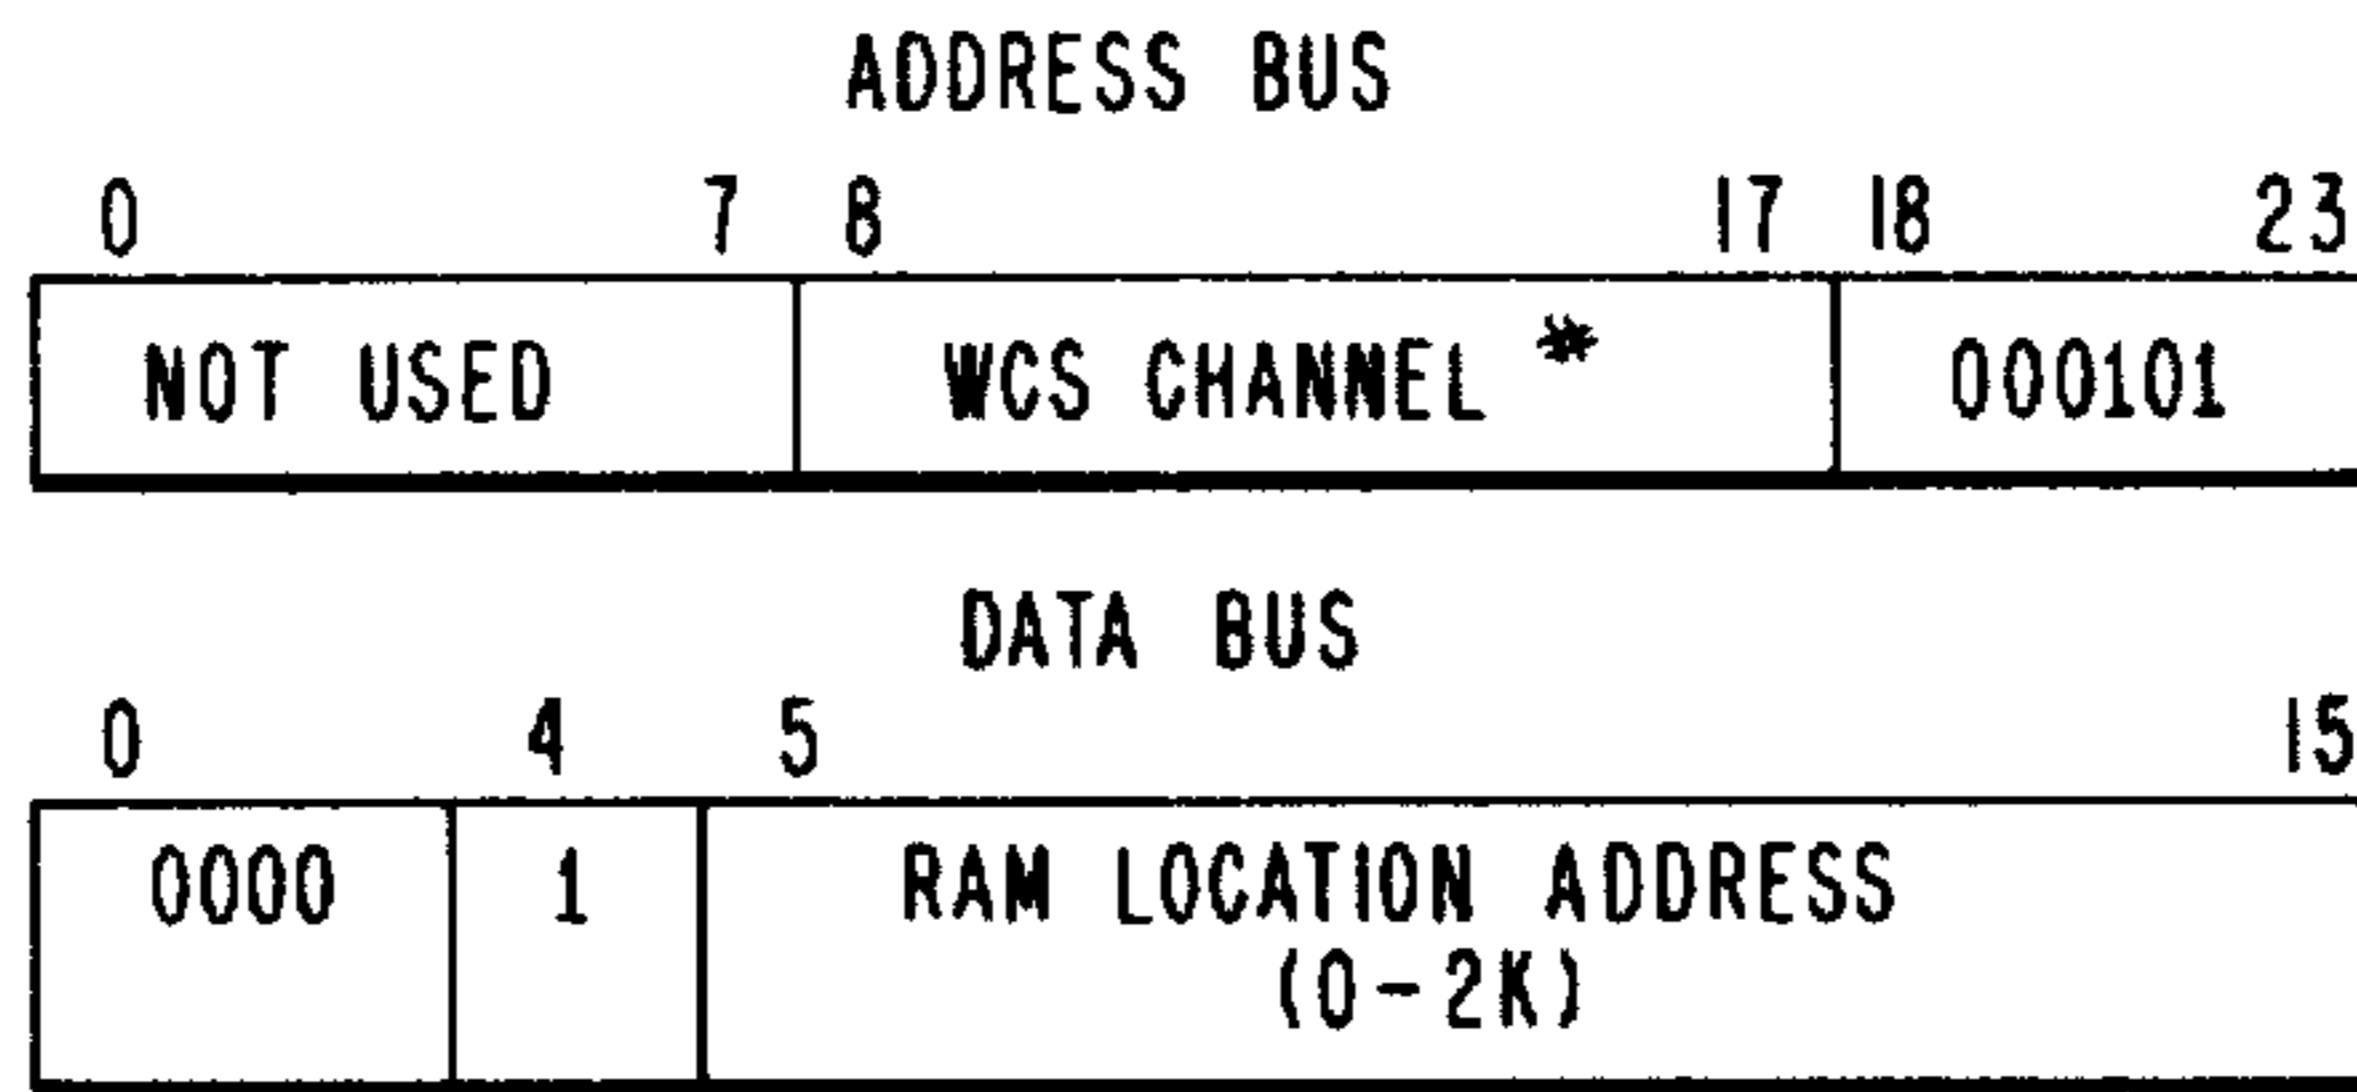 ADDRESS BUS
0 7 8 17 18 23
NOT USED WCS CHANNEL * 000101
DATA BUS
0 4 5 15
0000 1 RAM LOCATION ADDRESS
(0-2K)